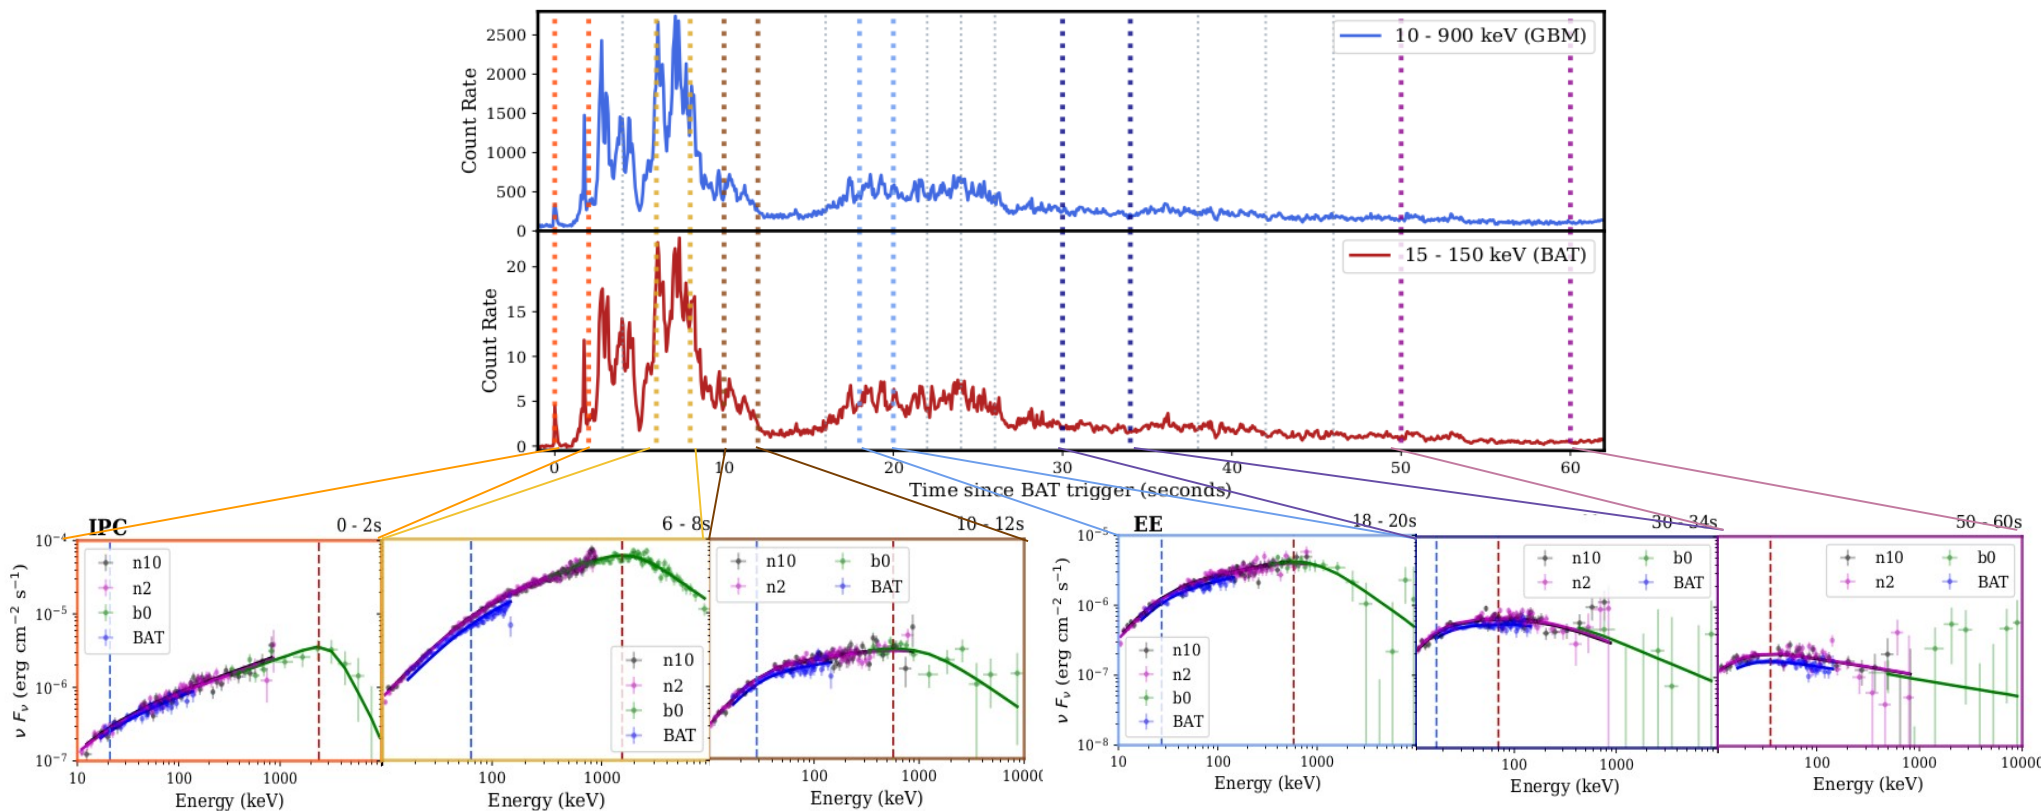 10 - 900 keV (GBM)
Count Rate
2500
2000
1500
1000
500
0
15 - 150 keV (BAT)
Count Rate
20
15
10
5
0
0 10 20 30 40 50 60
Time since BAT trigger (seconds)
IPC 0 - 2s
6 - 8s
10 - 12s
EE 18 - 20s
30 - 34s
50 - 60s
ν Fν (erg cm⁻² s⁻¹)
10⁻⁴
10⁻⁵
10⁻⁶
10⁻⁷
n10
n2
b0
BAT
10 100 1000
Energy (keV)
n10
n2
b0
BAT
100 1000
Energy (keV)
n10 b0
n2 BAT
100 1000 10000
Energy (keV)
ν Fν (erg cm⁻² s⁻¹)
10⁻⁵
10⁻⁶
10⁻⁷
10⁻⁸
n10
n2
b0
BAT
10 100 1000
Energy (keV)
n10 b0
n2 BAT
100 1000
Energy (keV)
n10 b0
n2 BAT
100 1000 10000
Energy (keV)